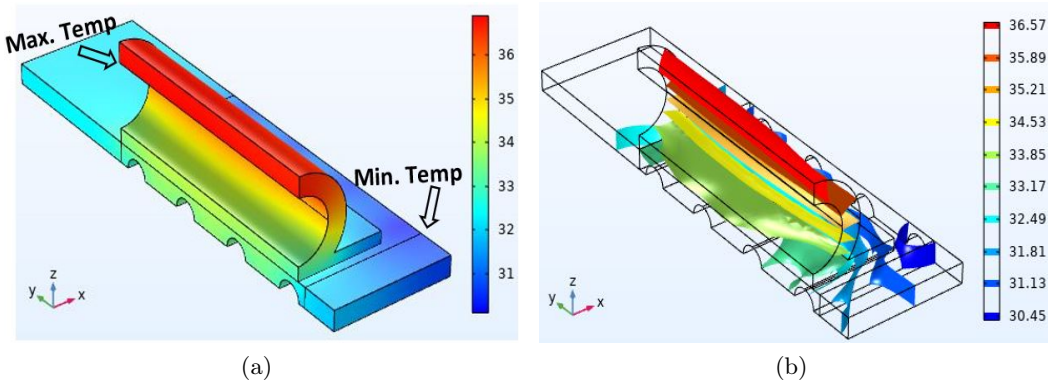 Max. Temp
Min. Temp
36
35
34
33
32
31
z
y
x
(a)
36.57
35.89
35.21
34.53
33.85
33.17
32.49
31.81
31.13
30.45
z
y
x
(b)